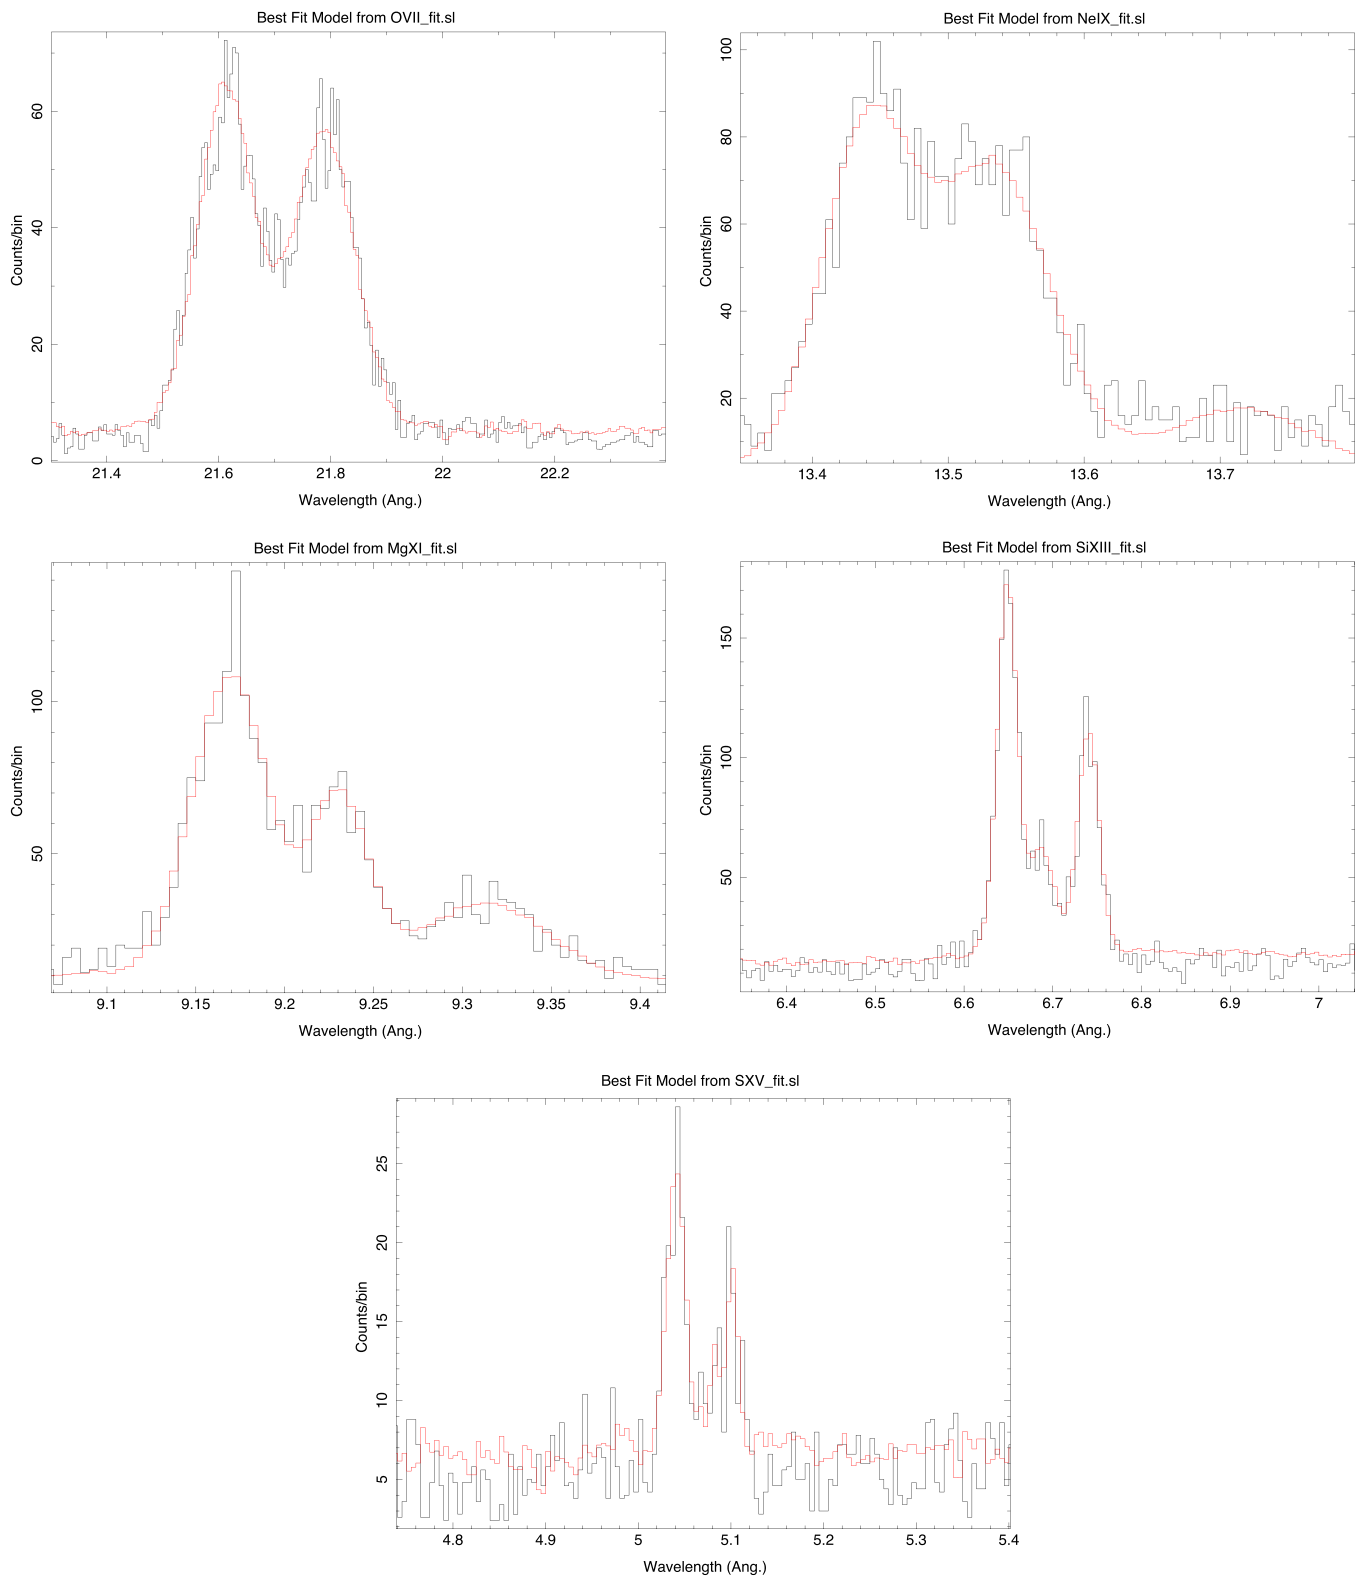 Best Fit Model from OVII_fit.sl
Counts/bin
60
40
20
0
21.4 21.6 21.8 22 22.2
Wavelength (Ang.)
Best Fit Model from NeIX_fit.sl
Counts/bin
100
80
60
40
20
13.4 13.5 13.6 13.7
Wavelength (Ang.)
Best Fit Model from MgXI_fit.sl
Counts/bin
100
50
9.1 9.15 9.2 9.25 9.3 9.35 9.4
Wavelength (Ang.)
Best Fit Model from SiXIII_fit.sl
Counts/bin
150
100
50
6.4 6.5 6.6 6.7 6.8 6.9 7
Wavelength (Ang.)
Best Fit Model from SXV_fit.sl
Counts/bin
25
20
15
10
5
4.8 4.9 5 5.1 5.2 5.3 5.4
Wavelength (Ang.)